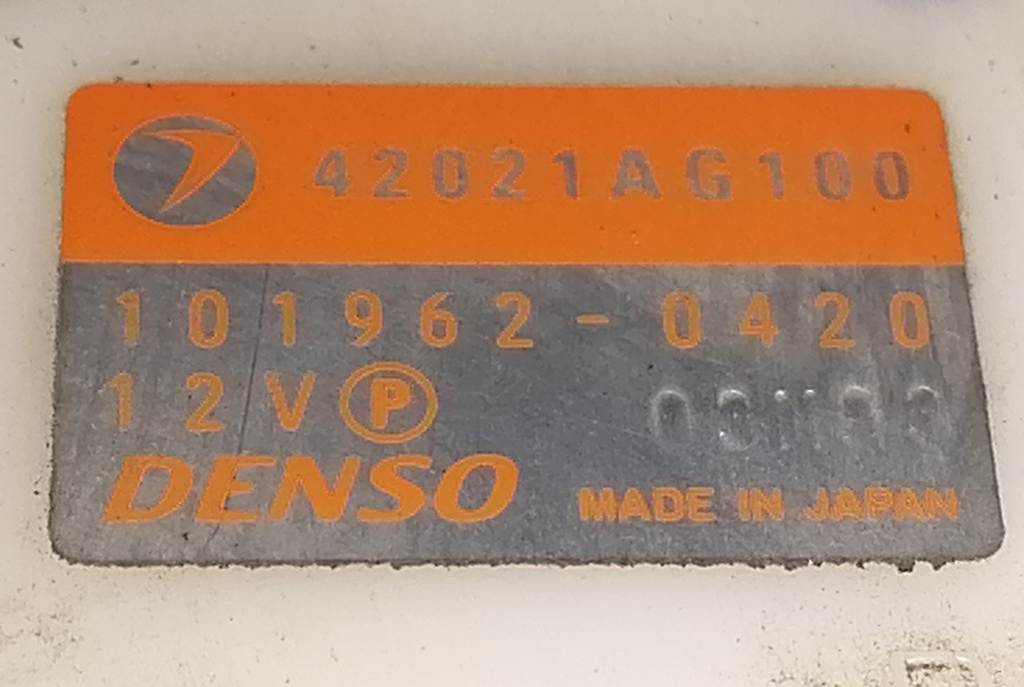 42021AG100
101962-0420
12V Ⓟ
DENSO
MADE IN JAPAN